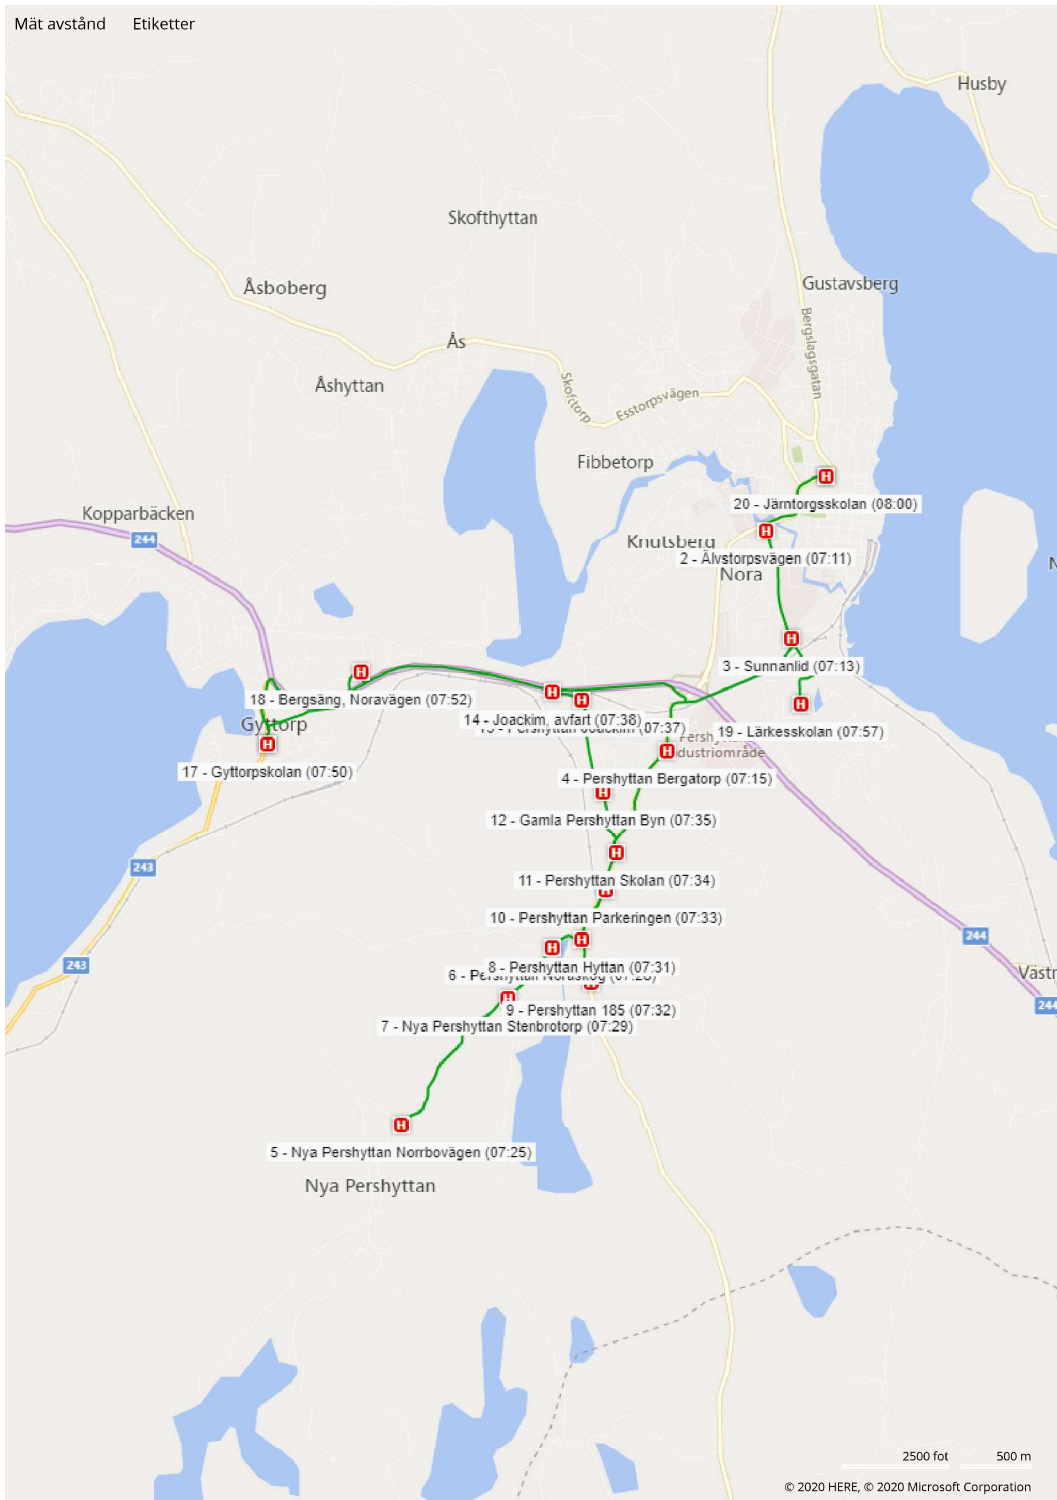 Mät avstånd Etiketter
Husby
Skofthyttan
Gustavsberg
Åsboberg
Bergslagsgatan
Ås
Åshyttan
Skofttorp
Esstorpsvägen
Fibbetorp
20 - Järntorgsskolan (08:00)
Kopparbäcken
244
Knutsberg
2 - Älvstorpsvägen (07:11)
Nora
3 - Sunnanlid (07:13)
18 - Bergsäng, Noravägen (07:52)
14 - Joackim, avfart (07:38)
Gyttorp
(07:37)
19 - Lärkesskolan (07:57)
17 - Gyttorpskolan (07:50)
4 - Pershyttan Bergatorp (07:15)
12 - Gamla Pershyttan Byn (07:35)
243
11 - Pershyttan Skolan (07:34)
10 - Pershyttan Parkeringen (07:33)
244
243
8 - Pershyttan Hyttan (07:31)
Västr
244
9 - Pershyttan 185 (07:32)
7 - Nya Pershyttan Stenbrotorp (07:29)
5 - Nya Pershyttan Norrbovägen (07:25)
Nya Pershyttan
2500 fot 500 m
© 2020 HERE, © 2020 Microsoft Corporation